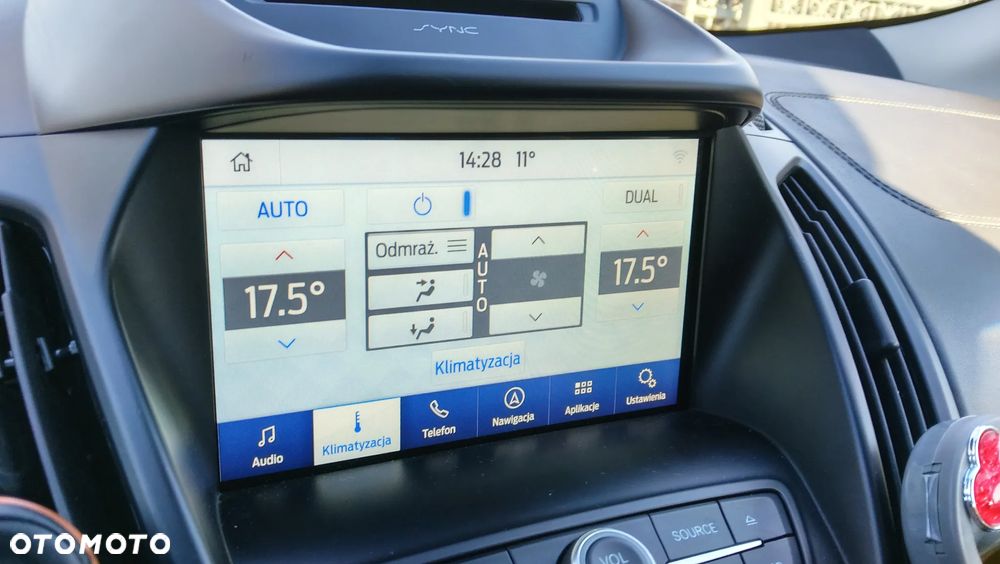 SYNC
14:28 11°
AUTO
DUAL
Odmraż.
AUTO
17.5°
17.5°
Klimatyzacja
Audio
Klimatyzacja
Telefon
Nawigacja
Aplikacje
Ustawienia
SOURCE
VOL
OTOMOTO